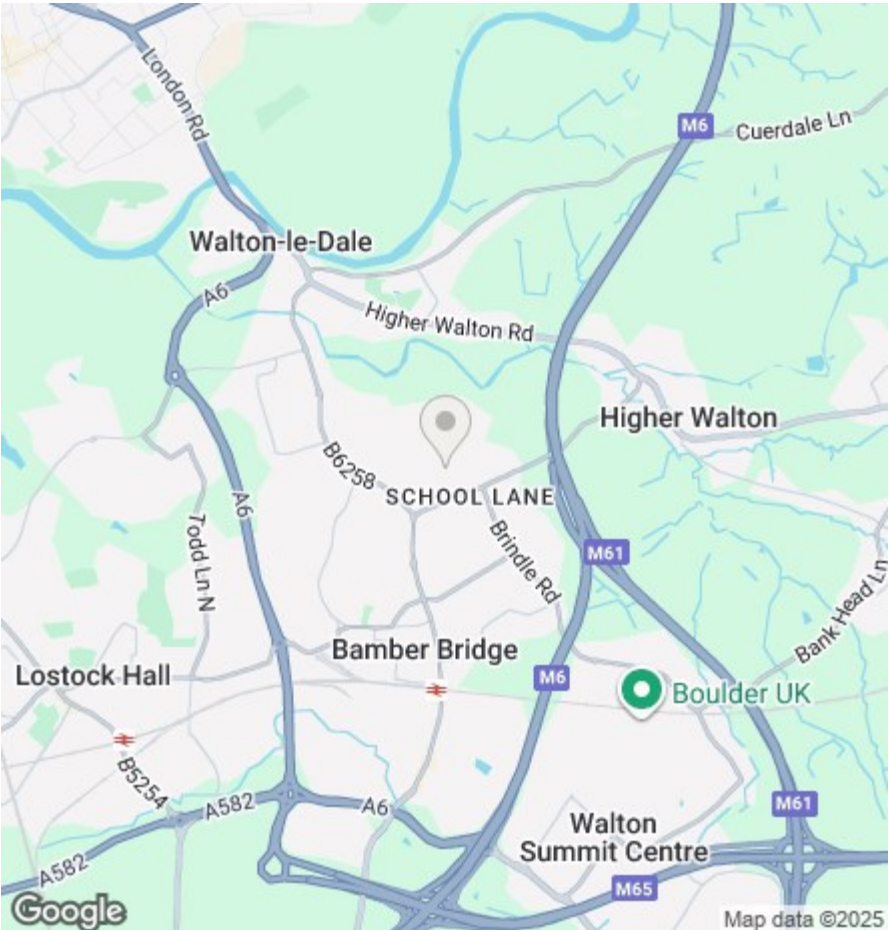 London Rd
M6
Cuerdale Ln
Walton-le-Dale
A6
Higher Walton Rd
Higher Walton
B6258
SCHOOL LANE
A6
Todd Ln N
Brindle Rd
M61
Bank Head Ln
Bamber Bridge
Lostock Hall
M6
Boulder UK
B5254
A582
A6
M61
Walton
Summit Centre
A582
M65
Google
Map data ©2025